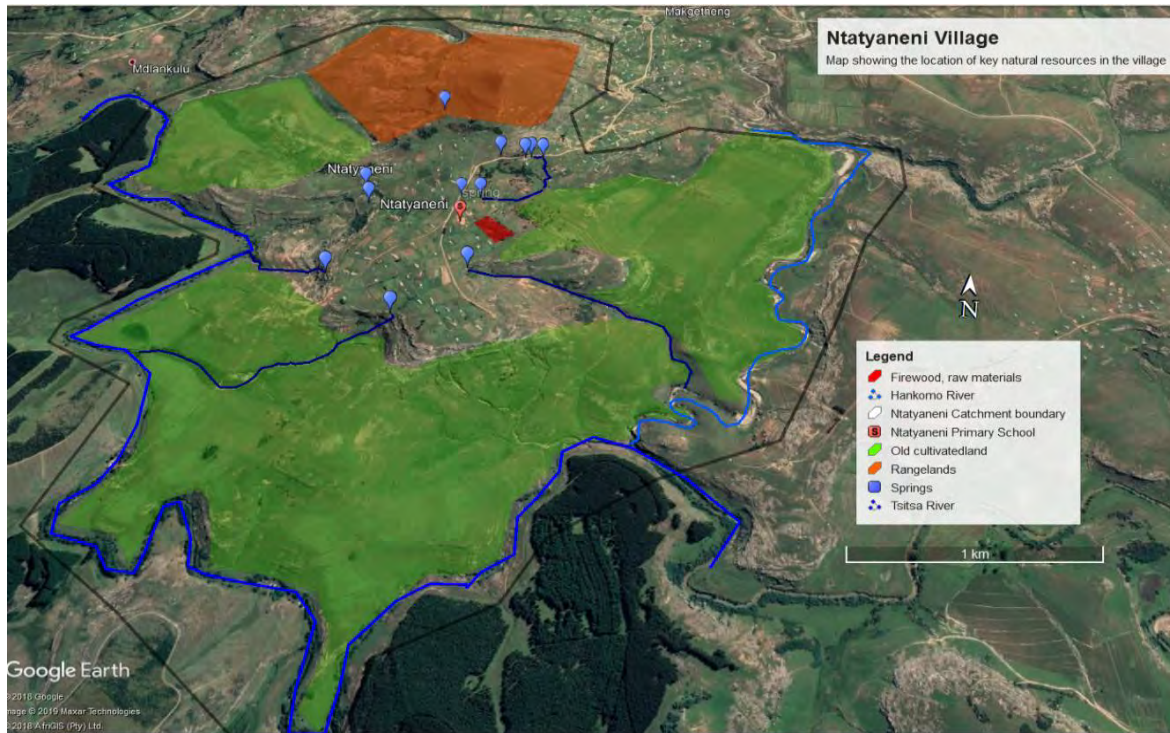 Makgetheng
Ntatyaneni Village
Map showing the location of key natural resources in the village
Mdlankulu
Ntatyaneni
spring
Ntatyaneni
N
Legend
Firewood, raw materials
Hankomo River
Ntatyaneni Catchment boundary
S Ntatyaneni Primary School
Old cultivatedland
Rangelands
Springs
Tsitsa River
1 km
Google Earth
©2018 Google
Image © 2019 Maxar Technologies
©2018 AfriGIS (Pty) Ltd.